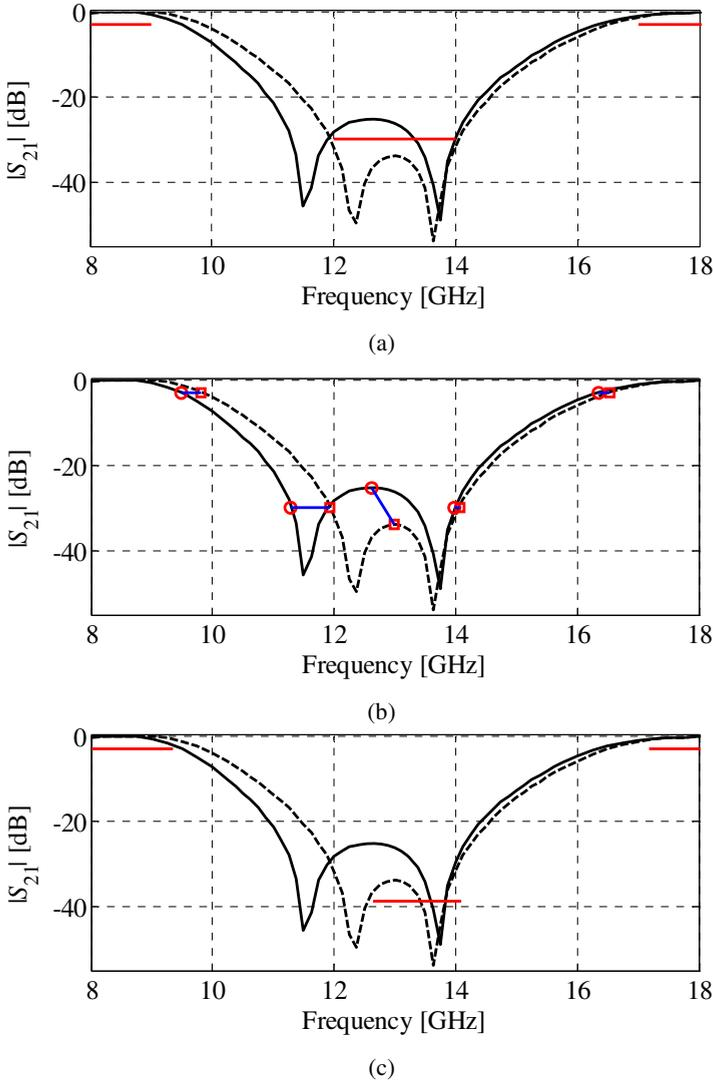 0
-20
-40
|S21| [dB]
8 10 12 14 16 18
Frequency [GHz]
(a)
0
-20
-40
|S21| [dB]
8 10 12 14 16 18
Frequency [GHz]
(b)
0
-20
-40
|S21| [dB]
8 10 12 14 16 18
Frequency [GHz]
(c)